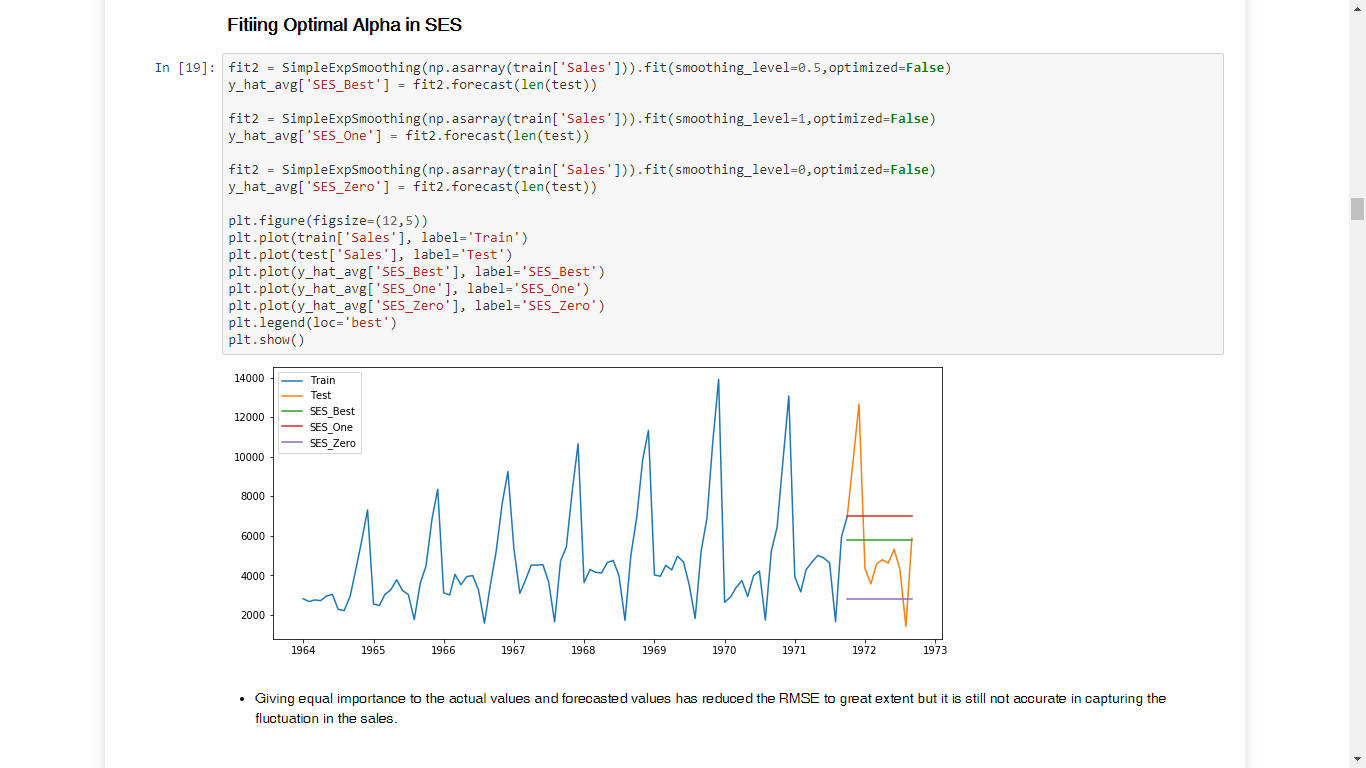 Fitiing Optimal Alpha in SES
In [19]: fit2 = SimpleExpSmoothing(np.asarray(train['Sales'])).fit(smoothing_level=0.5,optimized=False)
y_hat_avg['SES_Best'] = fit2.forecast(len(test))
fit2 = SimpleExpSmoothing(np.asarray(train['Sales'])).fit(smoothing_level=1,optimized=False)
y_hat_avg['SES_One'] = fit2.forecast(len(test))
fit2 = SimpleExpSmoothing(np.asarray(train['Sales'])).fit(smoothing_level=0,optimized=False)
y_hat_avg['SES_Zero'] = fit2.forecast(len(test))
plt.figure(figsize=(12,5))
plt.plot(train['Sales'], label='Train')
plt.plot(test['Sales'], label='Test')
plt.plot(y_hat_avg['SES_Best'], label='SES_Best')
plt.plot(y_hat_avg['SES_One'], label='SES_One')
plt.plot(y_hat_avg['SES_Zero'], label='SES_Zero')
plt.legend(loc='best')
plt.show()
Train
Test
SES_Best
SES_One
SES_Zero
14000
12000
10000
8000
6000
4000
2000
1964 1965 1966 1967 1968 1969 1970 1971 1972 1973
• Giving equal importance to the actual values and forecasted values has reduced the RMSE to great extent but it is still not accurate in capturing the
fluctuation in the sales.